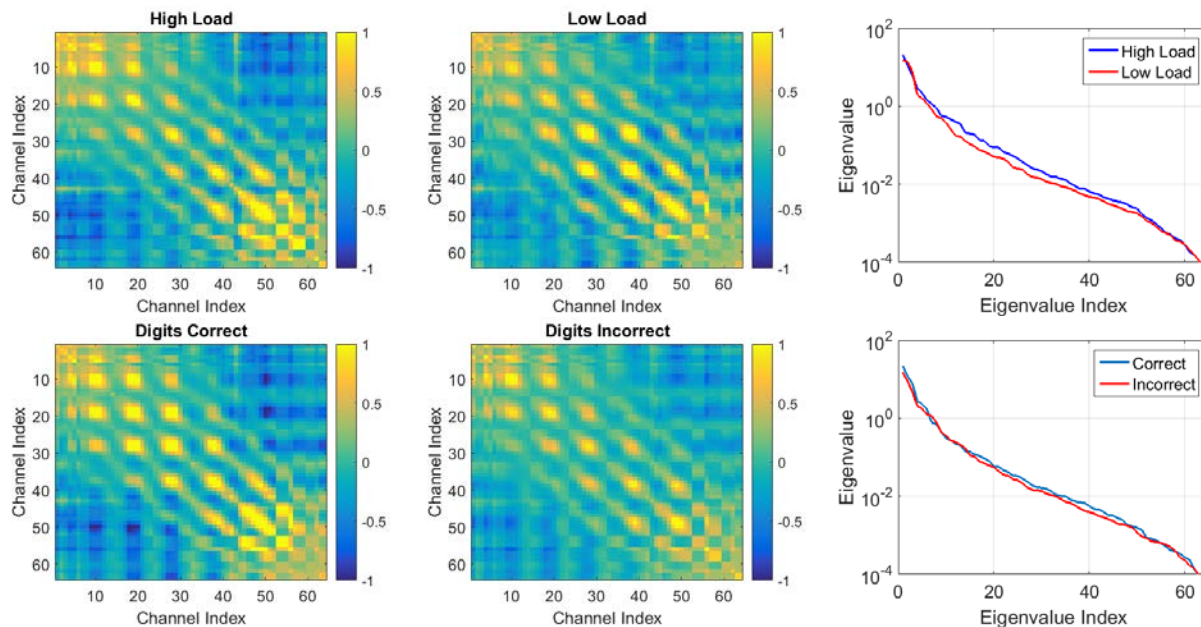 High Load
Channel Index
10
20
30
40
50
60
10 20 30 40 50 60
Channel Index
1
0.5
0
-0.5
-1
Low Load
Channel Index
10
20
30
40
50
60
10 20 30 40 50 60
Channel Index
1
0.5
0
-0.5
-1
Eigenvalue
10^2
10^0
10^-2
10^-4
0 20 40 60
Eigenvalue Index
High Load
Low Load
Digits Correct
Channel Index
10
20
30
40
50
60
10 20 30 40 50 60
Channel Index
1
0.5
0
-0.5
-1
Digits Incorrect
Channel Index
10
20
30
40
50
60
10 20 30 40 50 60
Channel Index
1
0.5
0
-0.5
-1
Eigenvalue
10^2
10^0
10^-2
10^-4
0 20 40 60
Eigenvalue Index
Correct
Incorrect